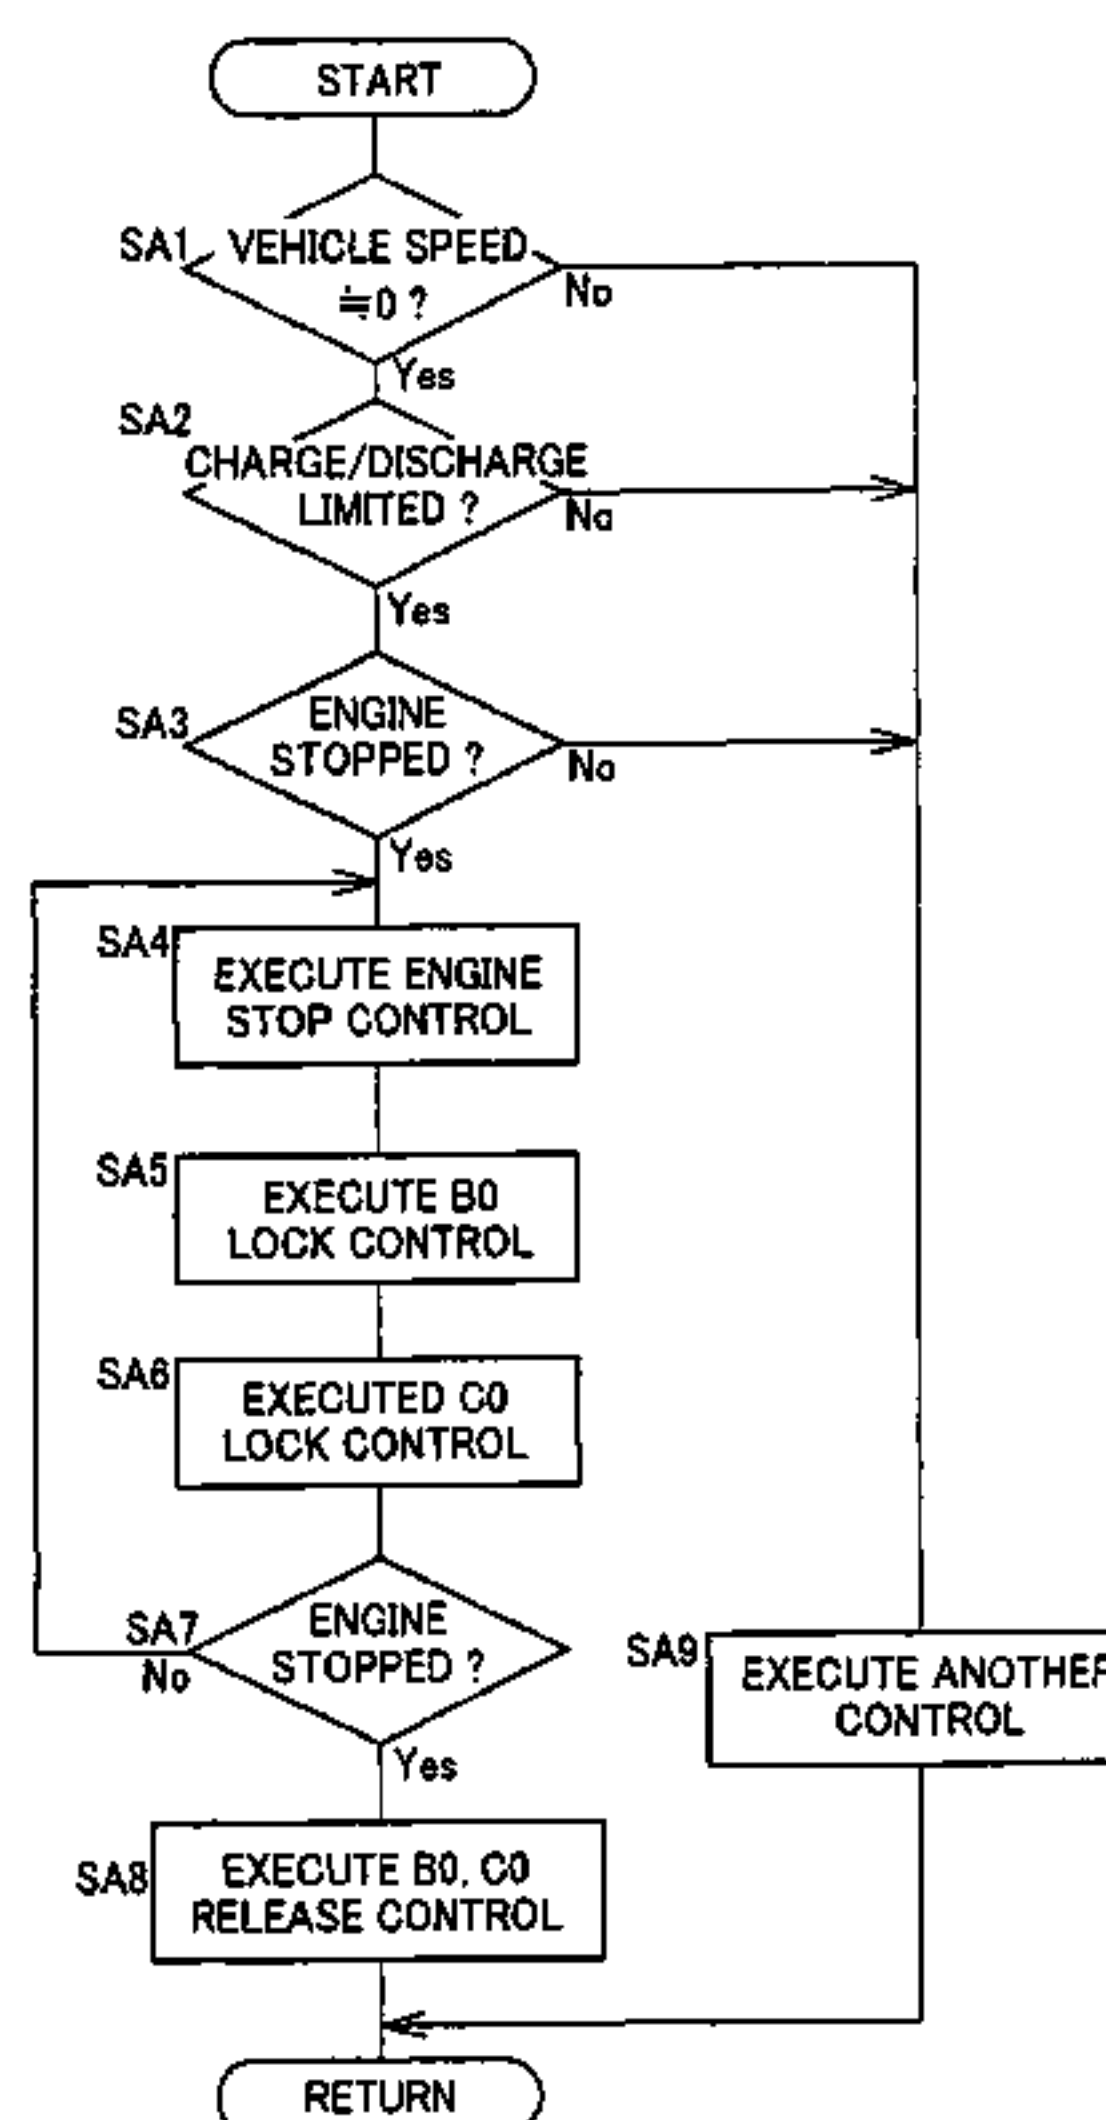 START
SA1
VEHICLE SPEED
≒0 ?
No
Yes
SA2
CHARGE/DISCHARGE
LIMITED ?
No
Yes
SA3
ENGINE
STOPPED ?
No
Yes
SA4
EXECUTE ENGINE
STOP CONTROL
SA5
EXECUTE B0
LOCK CONTROL
SA6
EXECUTED C0
LOCK CONTROL
SA7
No
ENGINE
STOPPED ?
Yes
SA9
EXECUTE ANOTHER
CONTROL
SA8
EXECUTE B0, C0
RELEASE CONTROL
RETURN